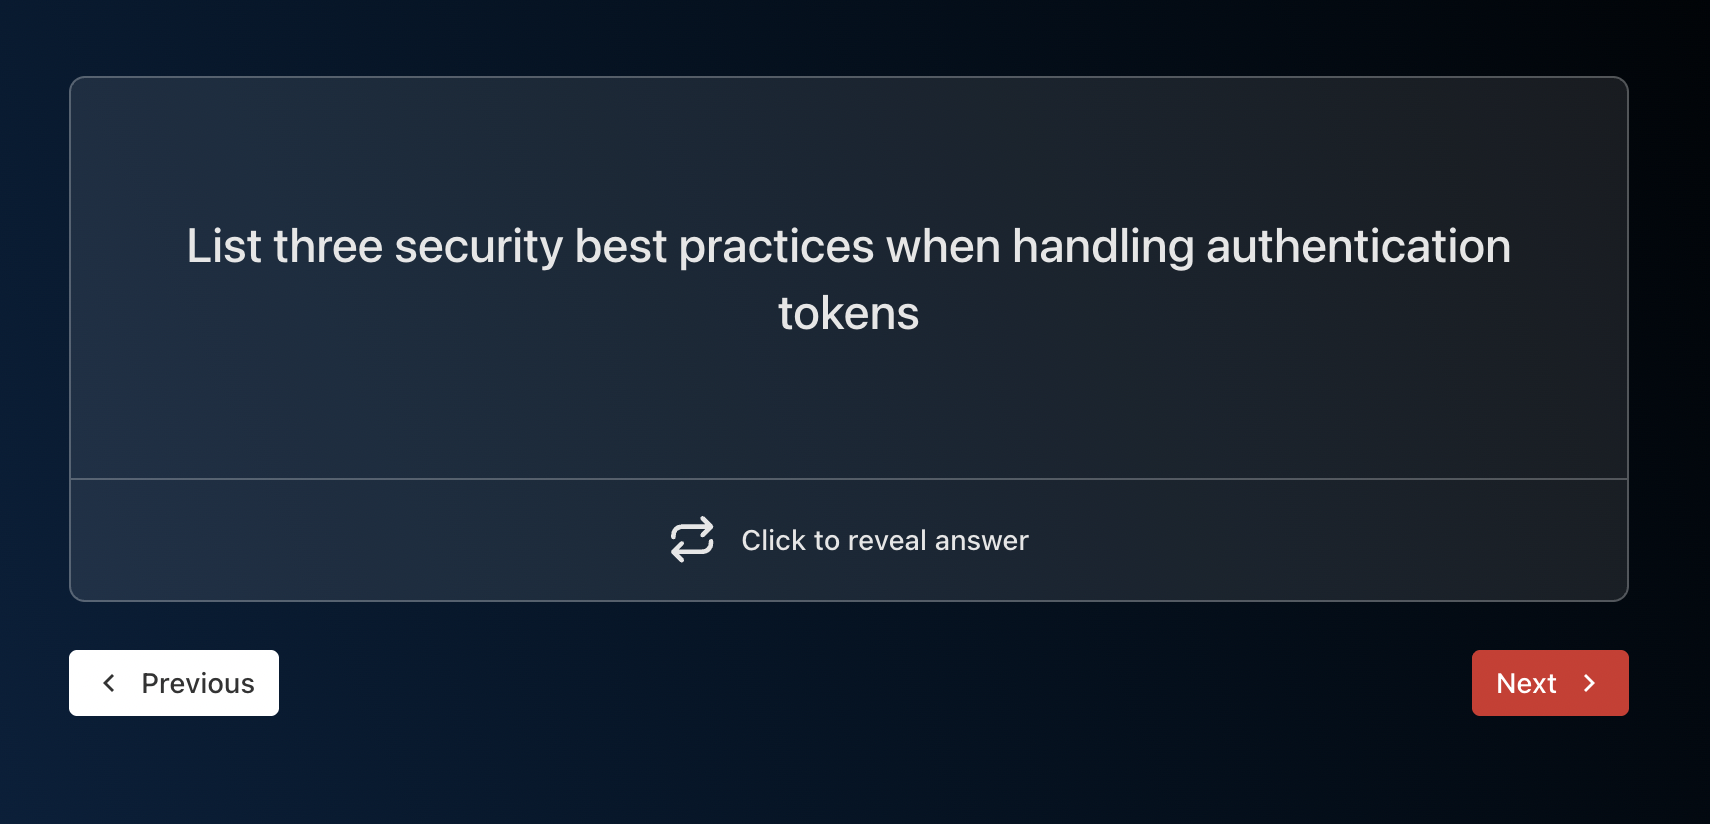 List three security best practices when handling authentication
tokens
Click to reveal answer
Previous
Next